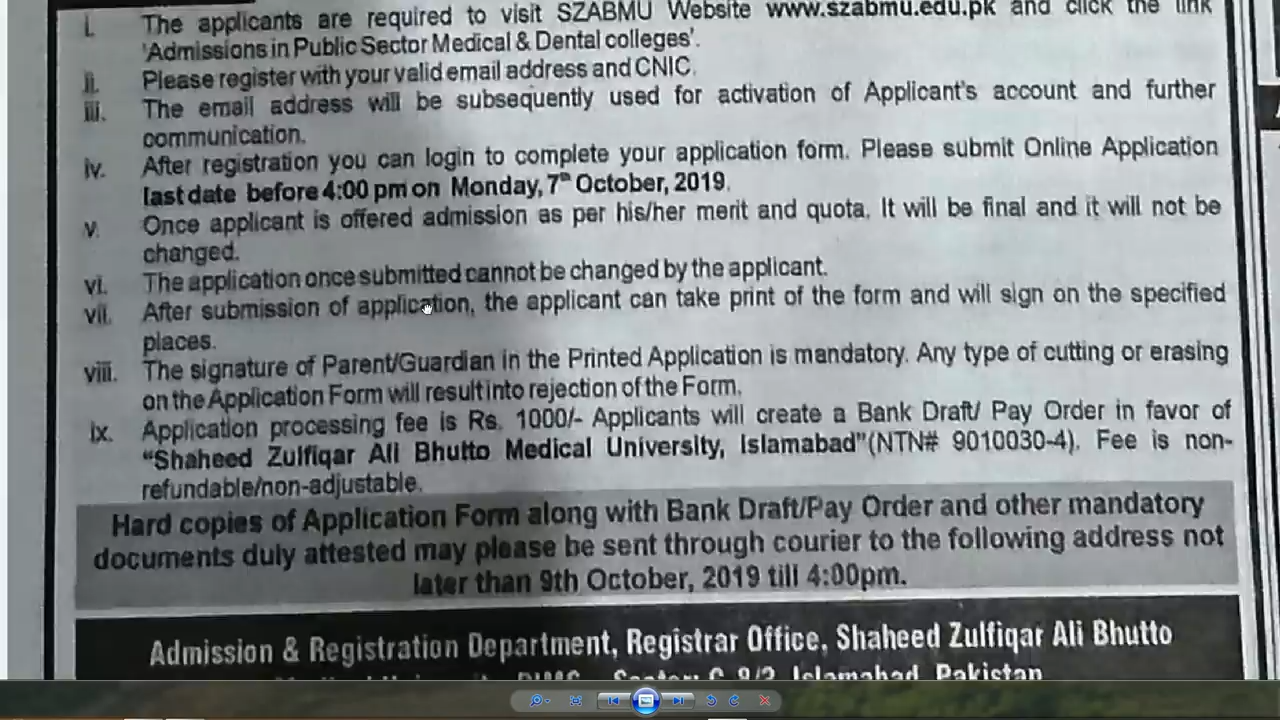 i. The applicants are required to visit SZABMU Website www.szabmu.edu.pk and click the link
'Admissions in Public Sector Medical & Dental colleges'.
ii. Please register with your valid email address and CNIC.
iii. The email address will be subsequently used for activation of Applicant's account and further
communication.
iv. After registration you can login to complete your application form. Please submit Online Application
last date before 4:00 pm on Monday, 7th October, 2019.
v. Once applicant is offered admission as per his/her merit and quota. It will be final and it will not be
changed.
vi. The application once submitted cannot be changed by the applicant.
vii. After submission of application, the applicant can take print of the form and will sign on the specified
places.
viii. The signature of Parent/Guardian in the Printed Application is mandatory. Any type of cutting or erasing
on the Application Form will result into rejection of the Form.
ix. Application processing fee is Rs. 1000/- Applicants will create a Bank Draft/ Pay Order in favor of
"Shaheed Zulfiqar Ali Bhutto Medical University, Islamabad"(NTN# 9010030-4). Fee is non-
refundable/non-adjustable.
Hard copies of Application Form along with Bank Draft/Pay Order and other mandatory
documents duly attested may please be sent through courier to the following address not
later than 9th October, 2019 till 4:00pm.
Admission & Registration Department, Registrar Office, Shaheed Zulfiqar Ali Bhutto
Islamabad, Pakistan